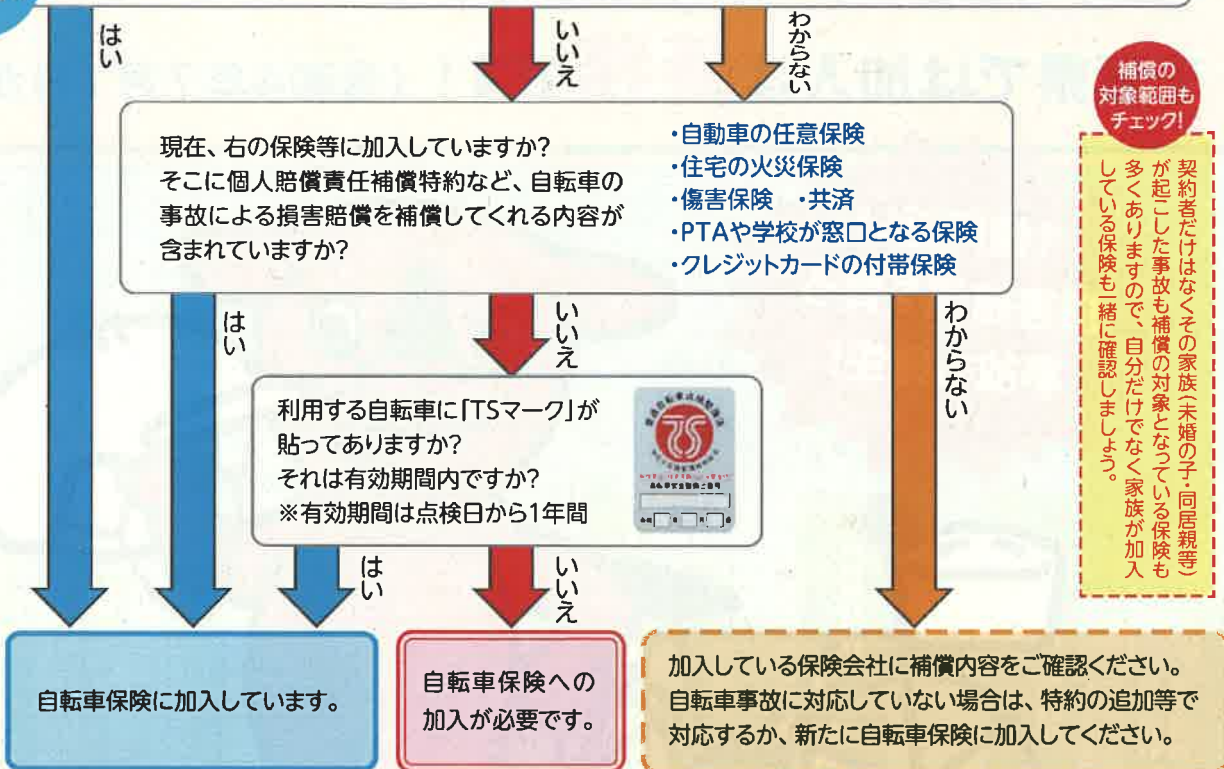 はい
いいえ
わからない
補償の
対象範囲も
チェック!
契約者だけはなくその家族(未婚の子・同居親等)
が起こした事故も補償の対象となっている保険も
多くありますので、自分だけでなく家族が加入
している保険も一緒に確認しましょう。
現在、右の保険等に加入していますか?
そこに個人賠償責任補償特約など、自転車の
事故による損害賠償を補償してくれる内容が
含まれていますか?
・自動車の任意保険
・住宅の火災保険
・傷害保険 ・共済
・PTAや学校が窓口となる保険
・クレジットカードの付帯保険
はい
いいえ
わからない
利用する自転車に「TSマーク」が
貼ってありますか?
それは有効期間内ですか?
※有効期間は点検日から1年間
TS
はい
いいえ
自転車保険に加入しています。
自転車保険への
加入が必要です。
加入している保険会社に補償内容をご確認ください。
自転車事故に対応していない場合は、特約の追加等で
対応するか、新たに自転車保険に加入してください。